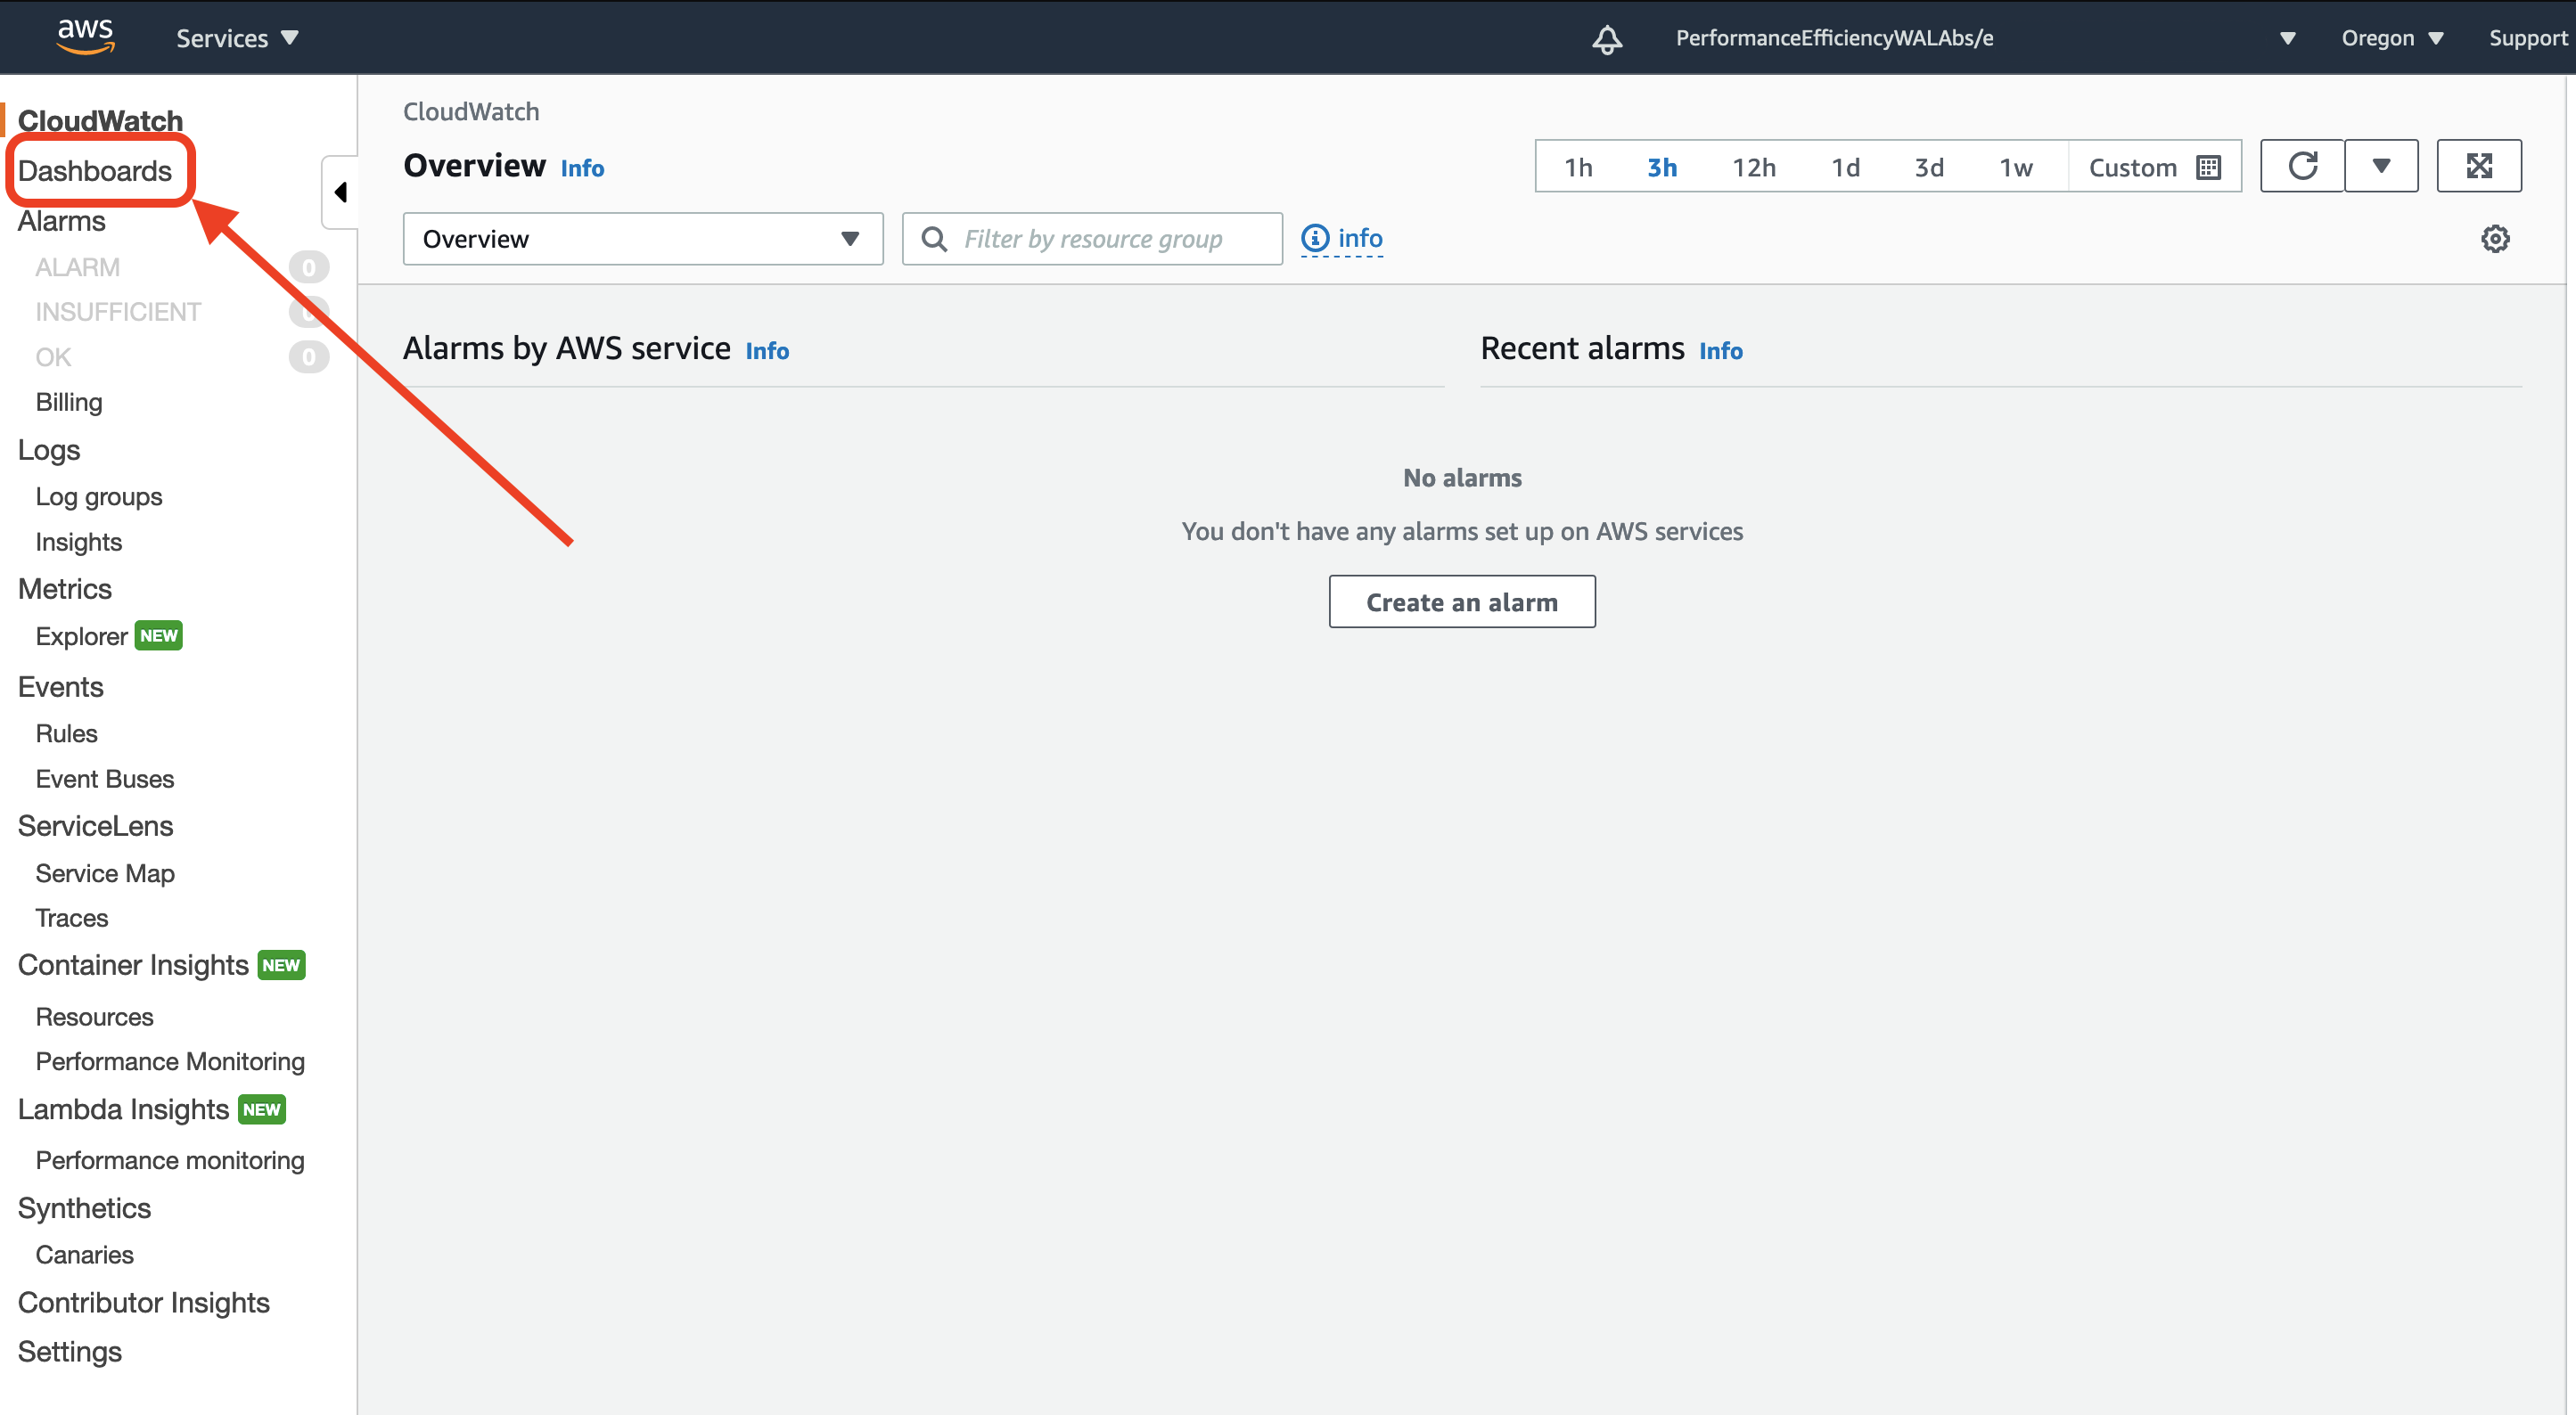 aws Services PerformanceEfficiencyWALAbs/e Oregon Support
CloudWatch
Dashboards
Alarms
ALARM 0
INSUFFICIENT
OK 0
Billing
Logs
Log groups
Insights
Metrics
Explorer NEW
Events
Rules
Event Buses
ServiceLens
Service Map
Traces
Container Insights NEW
Resources
Performance Monitoring
Lambda Insights NEW
Performance monitoring
Synthetics
Canaries
Contributor Insights
Settings
CloudWatch
Overview Info
1h 3h 12h 1d 3d 1w Custom
Overview Filter by resource group info
Alarms by AWS service Info
Recent alarms Info
No alarms
You don't have any alarms set up on AWS services
Create an alarm